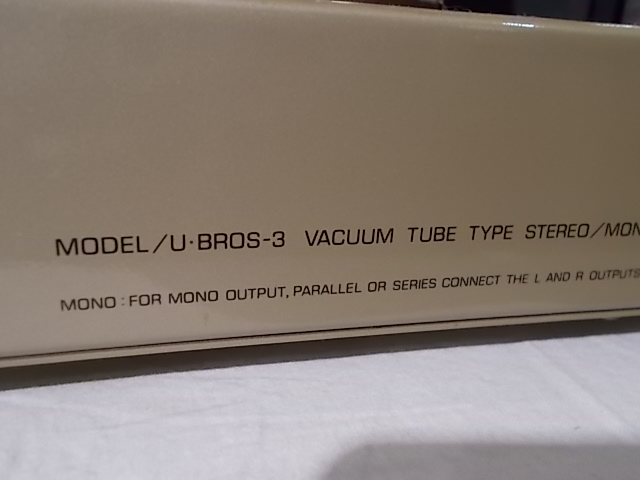 MODEL/U·BROS-3 VACUUM TUBE TYPE STEREO/MON
MONO : FOR MONO OUTPUT, PARALLEL OR SERIES CONNECT THE L AND R OUTPUTS